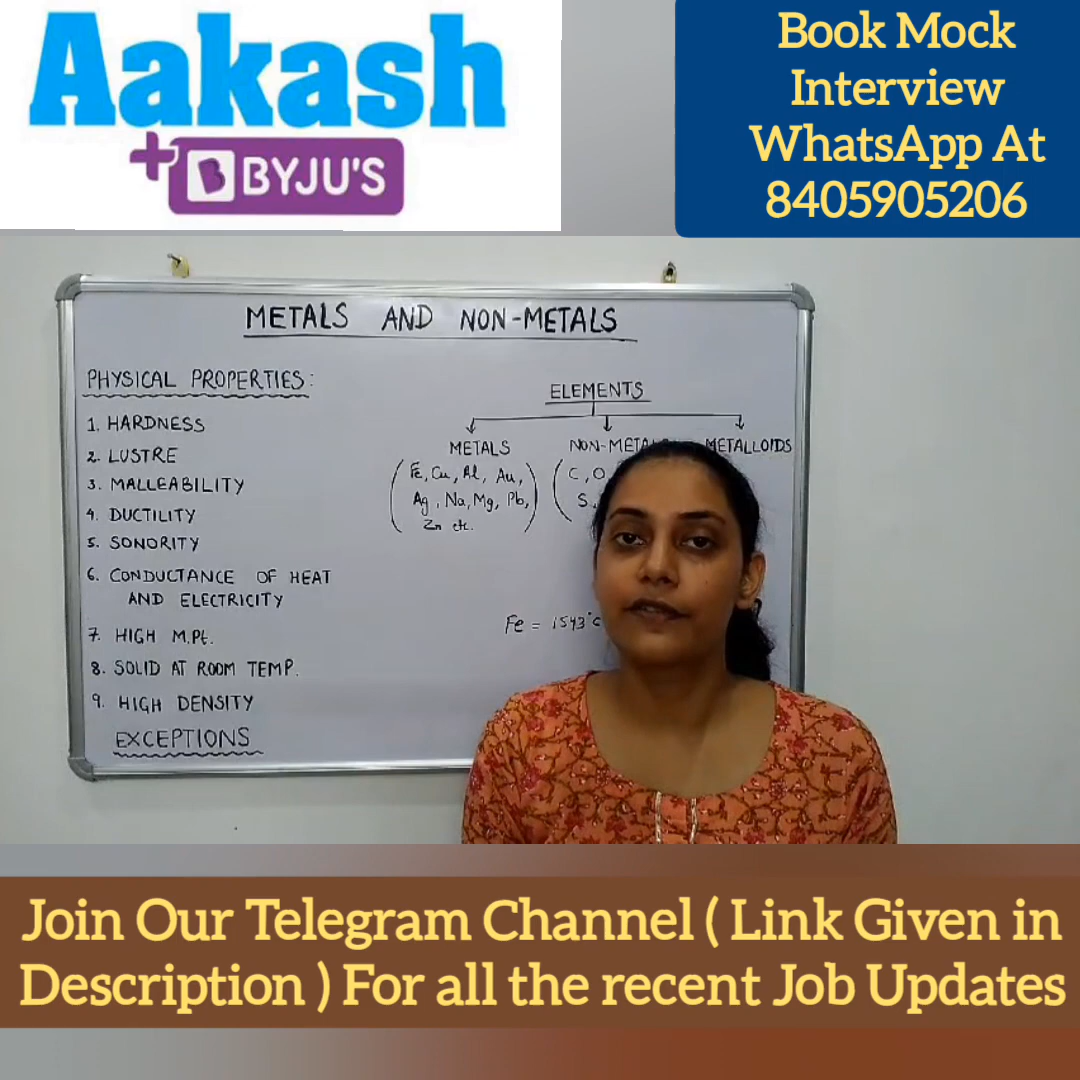 Aakash
+ BYJU'S
Book Mock
Interview
WhatsApp At
8405905206
METALS AND NON-METALS
PHYSICAL PROPERTIES:
1. HARDNESS
2. LUSTRE
3. MALLEABILITY
4. DUCTILITY
5. SONORITY
6. CONDUCTANCE OF HEAT
AND ELECTRICITY
7. HIGH M.Pt.
8. SOLID AT ROOM TEMP.
9. HIGH DENSITY
EXCEPTIONS
ELEMENTS
METALS
(Fe, Cu, Al, Au,
Ag, Na, Mg, Pb,
Zn etc.)
(C, O
S
METALLOIDS
Fe = 1543°C
Join Our Telegram Channel ( Link Given in
Description ) For all the recent Job Updates